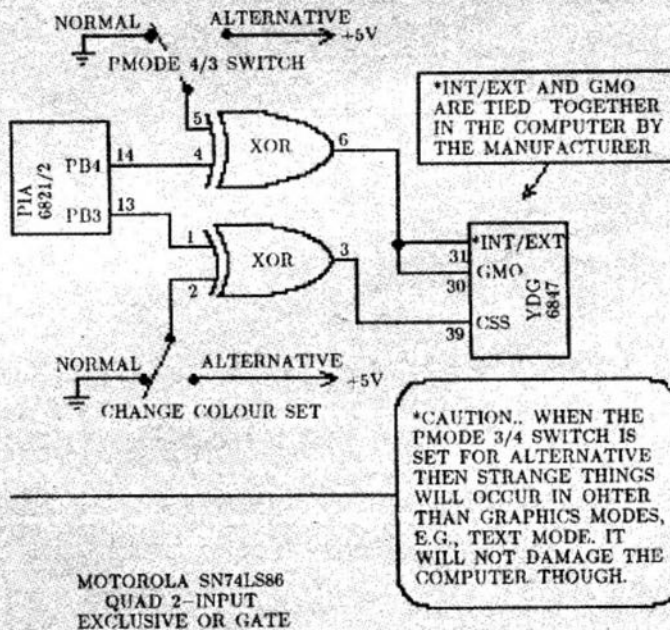 NORMAL ALTERNATIVE
+5V
PMODE 4/3 SWITCH
*INT/EXT AND GMO
ARE TIED TOGETHER
IN THE COMPUTER BY
THE MANUFACTURER
5
XOR
6
4
PIA
6821/2
PB4
14
PB3
13
1
XOR
3
2
*INT/EXT
31
GMO
30
YDG
6847
CSS
39
NORMAL ALTERNATIVE
+5V
CHANGE COLOUR SET
*CAUTION.. WHEN THE
PMODE 3/4 SWITCH IS
SET FOR ALTERNATIVE
THEN STRANGE THINGS
WILL OCCUR IN OHTER
THAN GRAPHICS MODES,
E.G., TEXT MODE. IT
WILL NOT DAMAGE THE
COMPUTER THOUGH.
MOTOROLA SN74LS86
QUAD 2-INPUT
EXCLUSIVE OR GATE